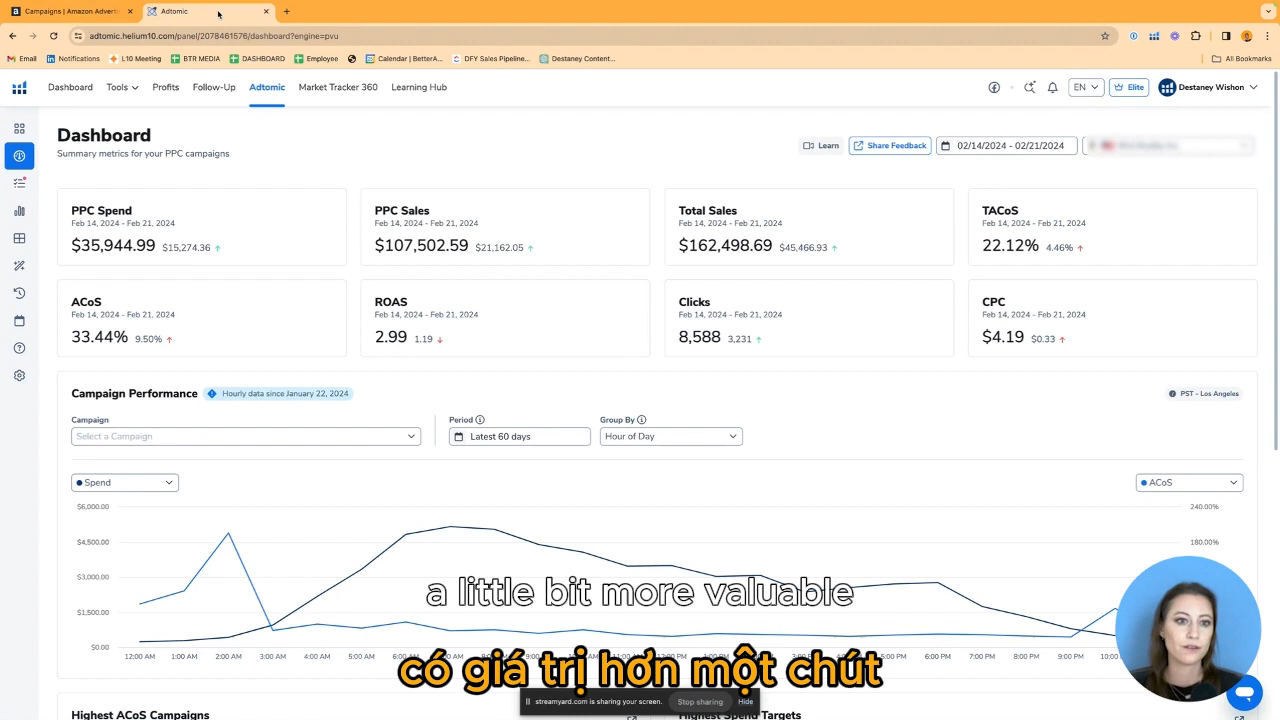 Campaigns | Amazon Adverti
Adtomic
adtomic.helium10.com/panel/2078461576/dashboard?engine=pvu
Email
Notifications
L10 Meeting
BTR MEDIA
DASHBOARD
Employee
Calendar | BetterA...
DFY Sales Pipeline...
Destaney Content...
All Bookmarks
Dashboard
Tools
Profits
Follow-Up
Adtomic
Market Tracker 360
Learning Hub
EN
Elite
Destaney Wishon
Dashboard
Summary metrics for your PPC campaigns
Learn
Share Feedback
02/14/2024 - 02/21/2024
PPC Spend
Feb 14, 2024 - Feb 21, 2024
$35,944.99 $15,274.36
PPC Sales
Feb 14, 2024 - Feb 21, 2024
$107,502.59 $21,162.05
Total Sales
Feb 14, 2024 - Feb 21, 2024
$162,498.69 $45,466.93
TACoS
Feb 14, 2024 - Feb 21, 2024
22.12% 4.46%
ACoS
Feb 14, 2024 - Feb 21, 2024
33.44% 9.50%
ROAS
Feb 14, 2024 - Feb 21, 2024
2.99 1.19
Clicks
Feb 14, 2024 - Feb 21, 2024
8,588 3,231
CPC
Feb 14, 2024 - Feb 21, 2024
$4.19 $0.33
Campaign Performance
Hourly data since January 22, 2024
PST - Los Angeles
Campaign
Select a Campaign
Period
Latest 60 days
Group By
Hour of Day
Spend
ACoS
$6,000.00
$4,500.00
$3,000.00
$1,500.00
$0.00
240.00%
180.00%
12:00 AM 1:00 AM 2:00 AM 3:00 AM 4:00 AM 5:00 AM 6:00 PM 7:00 PM 8:00 PM 9:00 PM 10:00
a little bit more valuable
có giá trị hơn một chút
streamyard.com is sharing your screen.
Stop sharing
Hide
Highest ACoS Campaigns
Highest Spend Targets